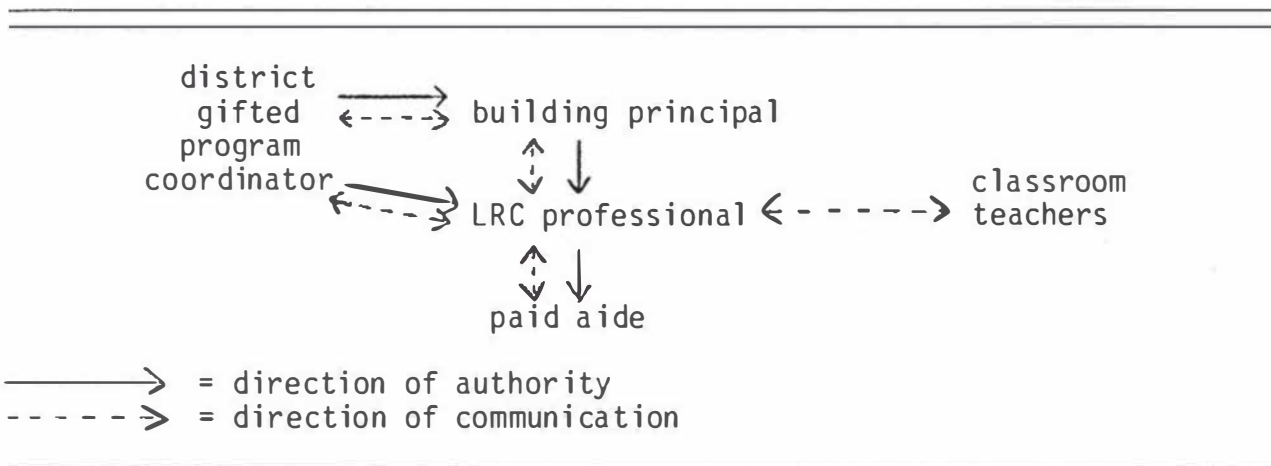 district
gifted
program
coordinator
building principal
LRC professional
classroom
teachers
paid aide
= direction of authority
= direction of communication